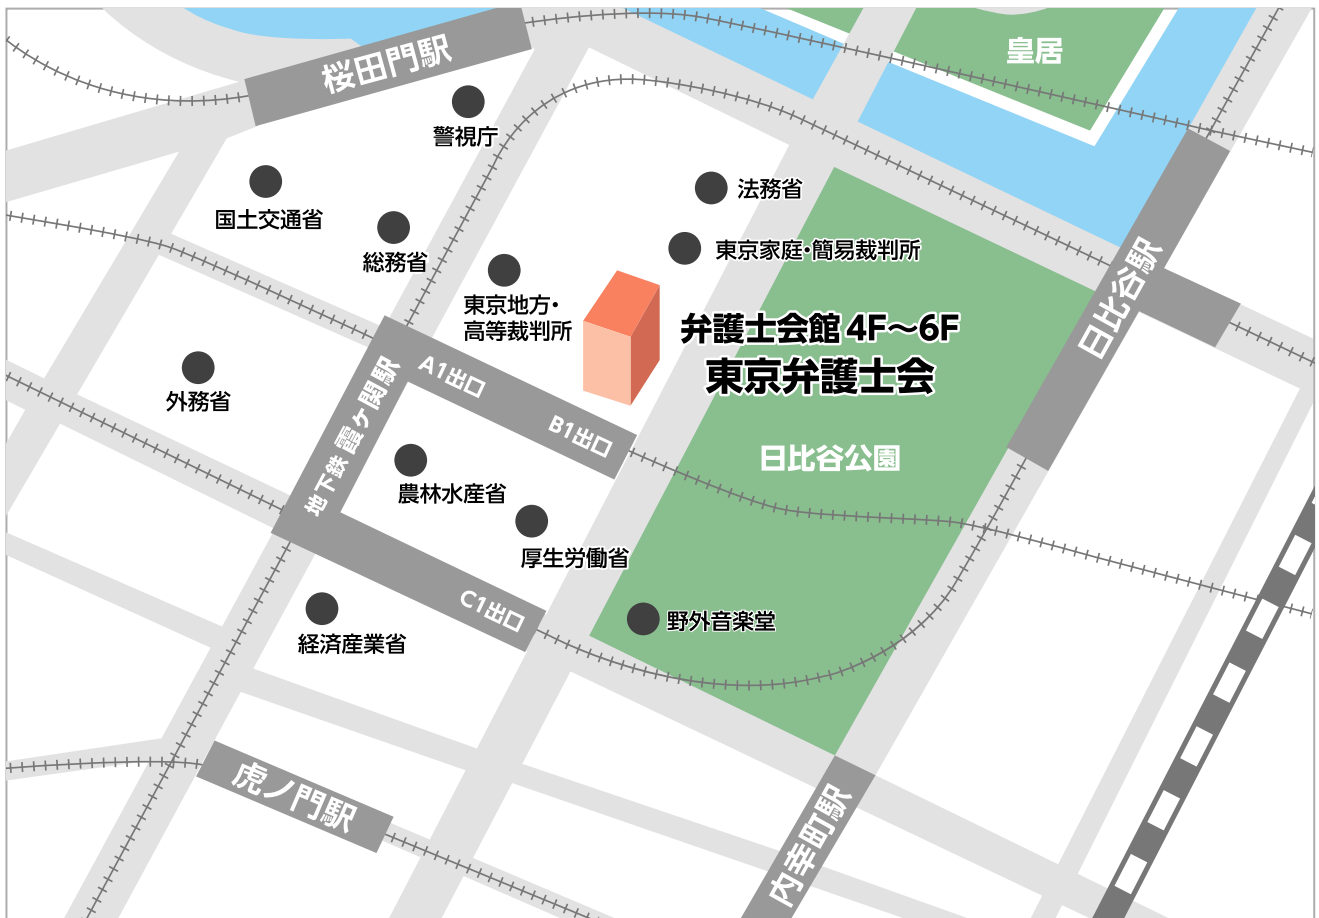 皇居
桜田門駅
警視庁
国土交通省
法務省
総務省
東京家庭・簡易裁判所
東京地方・
高等裁判所
日比谷駅
弁護士会館 4F～6F
東京弁護士会
外務省
地下鉄 霞ケ関駅
A1出口
B1出口
日比谷公園
農林水産省
厚生労働省
C1出口
経済産業省
野外音楽堂
虎ノ門駅
内幸町駅